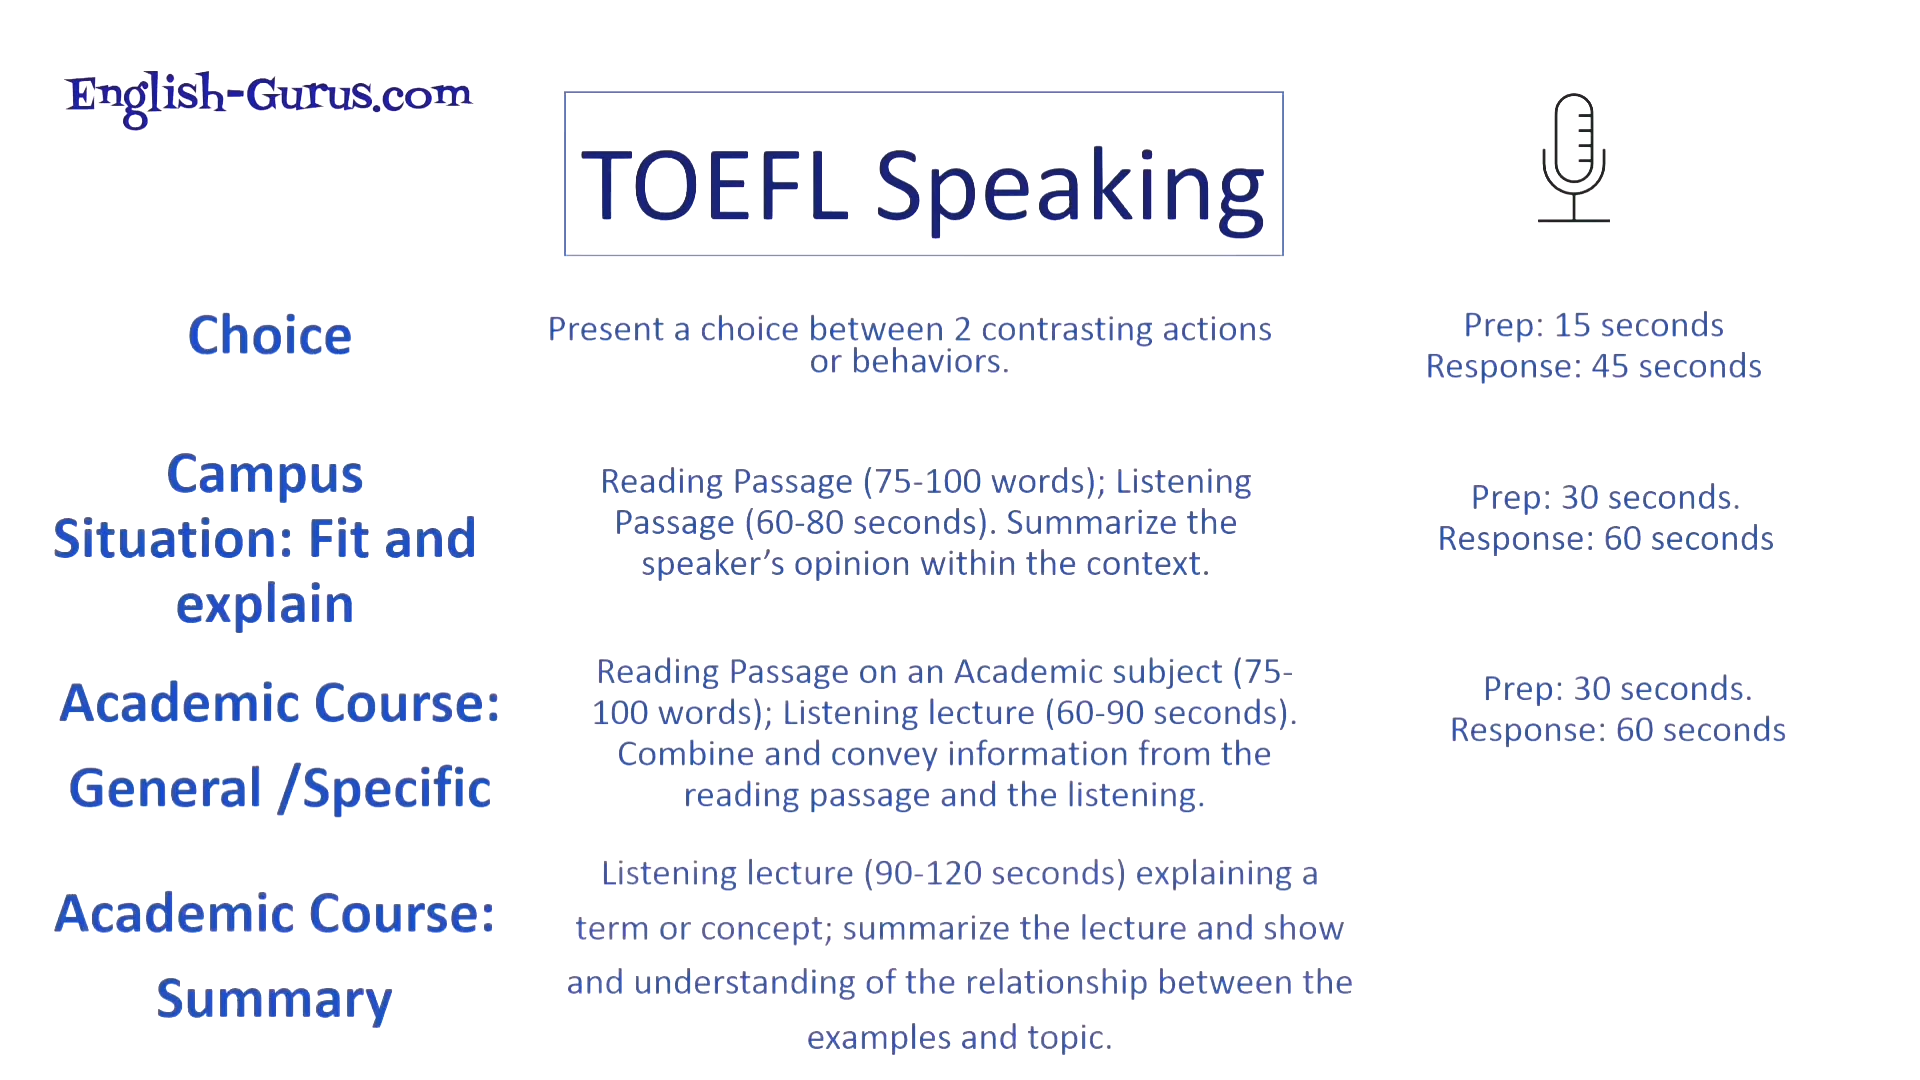 English-Gurus.com
TOEFL Speaking
Choice
Present a choice between 2 contrasting actions
or behaviors.
Prep: 15 seconds
Response: 45 seconds
Campus
Situation: Fit and
explain
Reading Passage (75-100 words); Listening
Passage (60-80 seconds). Summarize the
speaker’s opinion within the context.
Prep: 30 seconds.
Response: 60 seconds
Academic Course:
General /Specific
Reading Passage on an Academic subject (75-
100 words); Listening lecture (60-90 seconds).
Combine and convey information from the
reading passage and the listening.
Prep: 30 seconds.
Response: 60 seconds
Academic Course:
Summary
Listening lecture (90-120 seconds) explaining a
term or concept; summarize the lecture and show
and understanding of the relationship between the
examples and topic.